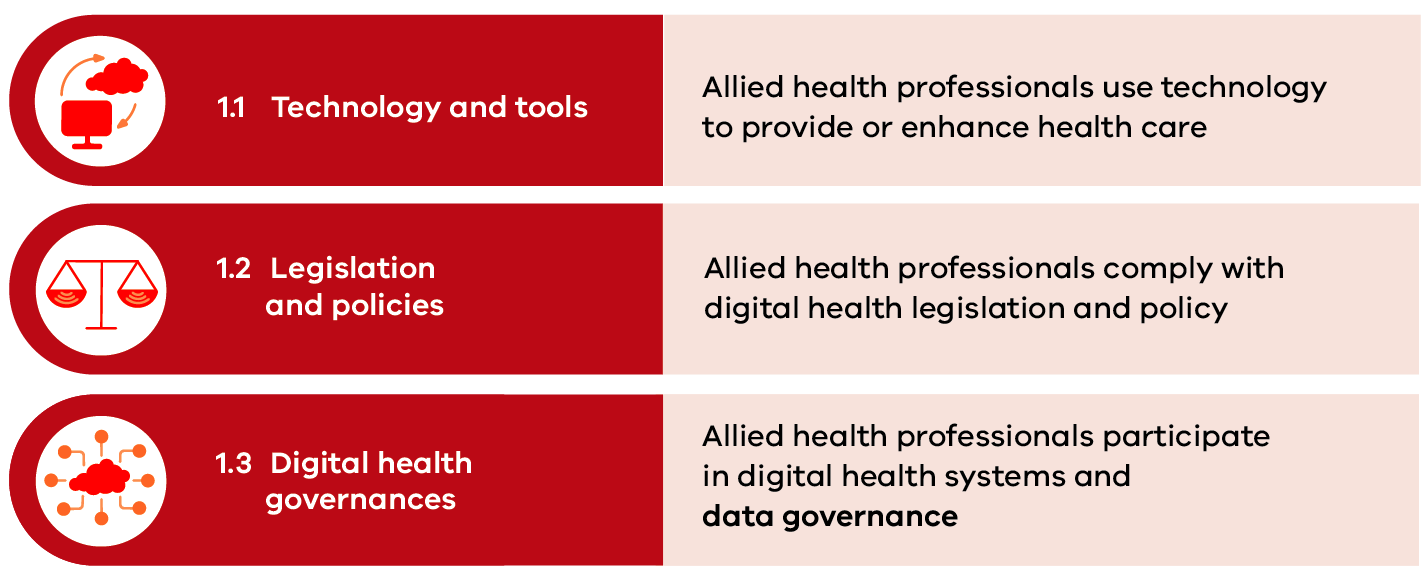 1.1 Technology and tools
Allied health professionals use technology
to provide or enhance health care
1.2 Legislation
and policies
Allied health professionals comply with
digital health legislation and policy
1.3 Digital health
governances
Allied health professionals participate
in digital health systems and
data governance